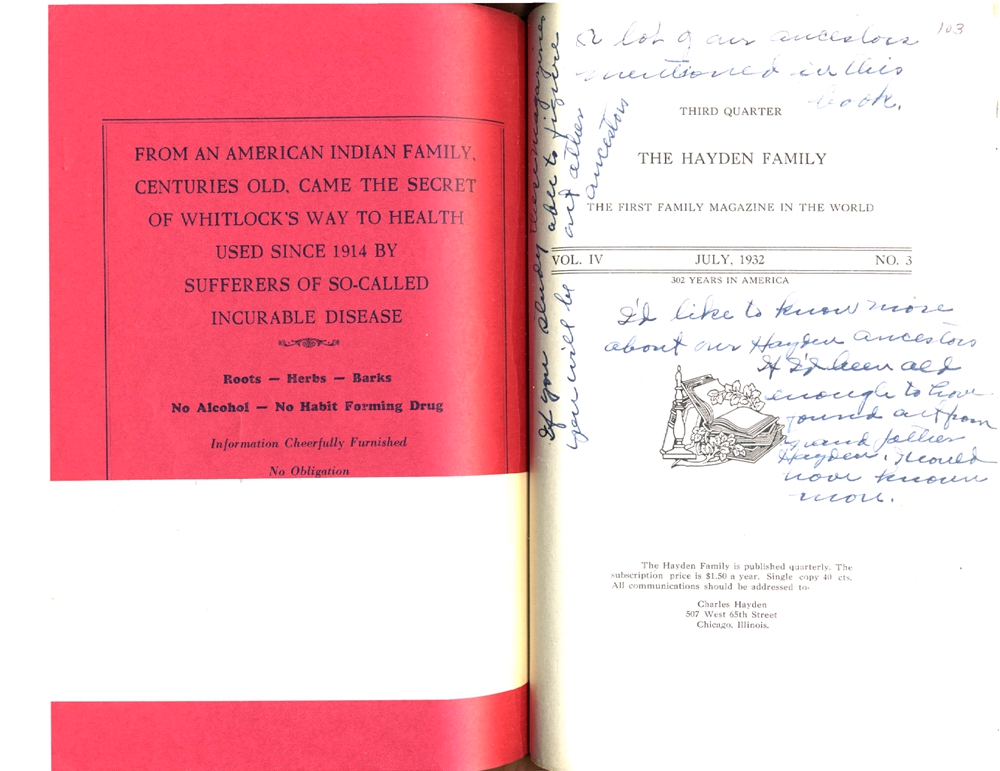 FROM AN AMERICAN INDIAN FAMILY,
CENTURIES OLD, CAME THE SECRET
OF WHITLOCK'S WAY TO HEALTH
USED SINCE 1914 BY
SUFFERERS OF SO-CALLED
INCURABLE DISEASE
Roots — Herbs — Barks
No Alcohol — No Habit Forming Drug
Information Cheerfully Furnished
No Obligation
If you study these magazines
you will be able to figure
out other
ancestors
103
A lot of our ancestors
mentioned in this
book.
THIRD QUARTER
THE HAYDEN FAMILY
THE FIRST FAMILY MAGAZINE IN THE WORLD
VOL. IV JULY, 1932 NO. 3
302 YEARS IN AMERICA
I'd like to know more
about our Hayden ancestors
If I'd been old
enough to have
found out from
grand father
Hayden, I would
have known
more.
The Hayden Family is published quarterly. The
subscription price is $1.50 a year. Single copy 40 cts.
All communications should be addressed to-
Charles Hayden
507 West 65th Street
Chicago, Illinois.